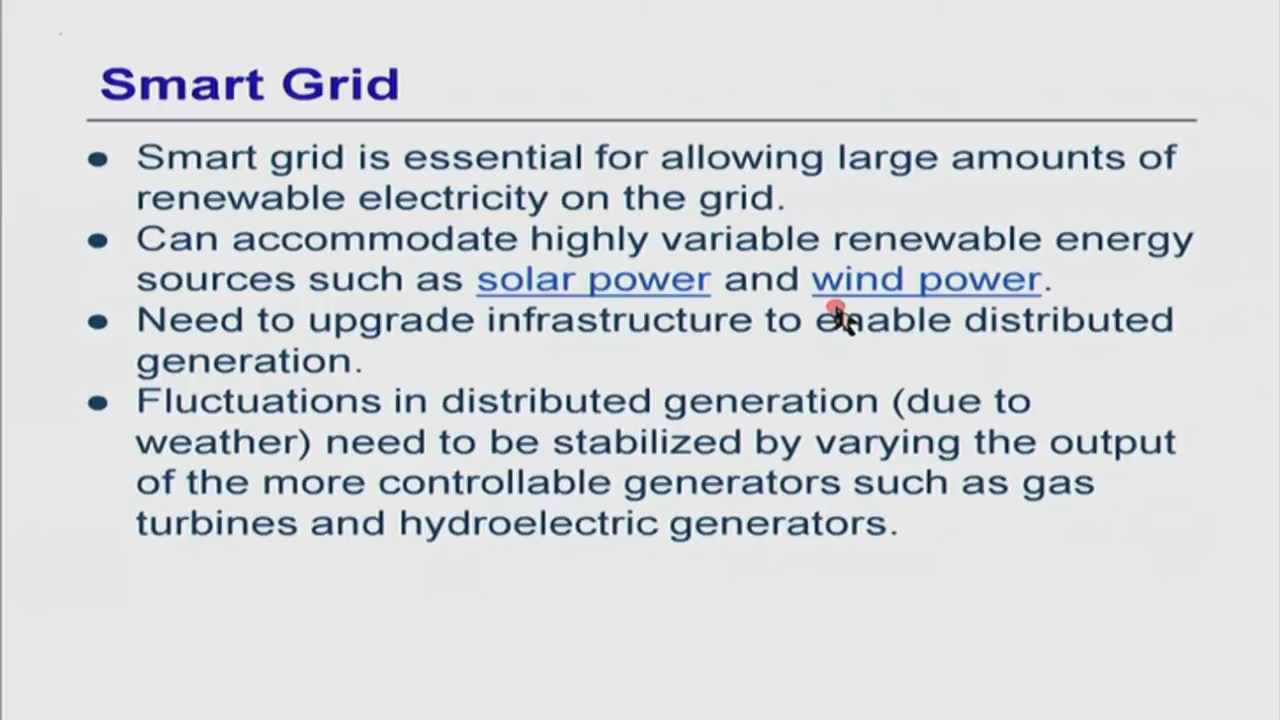 Smart Grid
Smart grid is essential for allowing large amounts of
renewable electricity on the grid.
Can accommodate highly variable renewable energy
sources such as solar power and wind power.
Need to upgrade infrastructure to enable distributed
generation.
Fluctuations in distributed generation (due to
weather) need to be stabilized by varying the output
of the more controllable generators such as gas
turbines and hydroelectric generators.